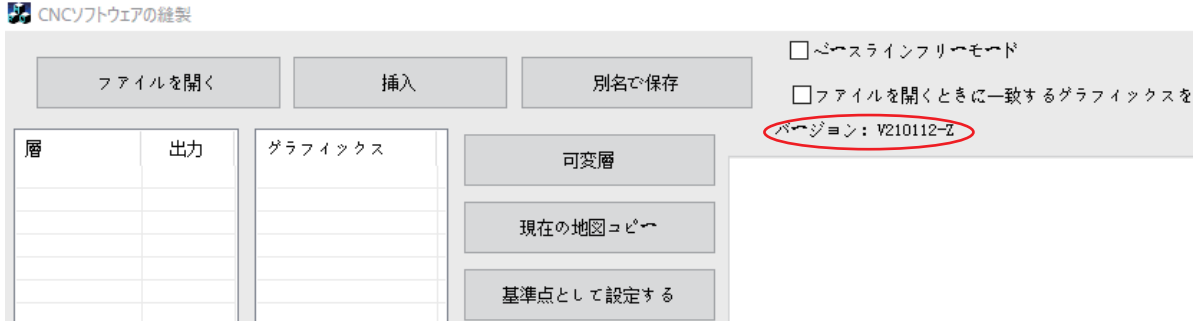 CNCソフトウェアの縫製
ベースラインフリーモード
ファイルを開く
挿入
別名で保存
ファイルを開くときに一致するグラフィックスを
バージョン: V210112-Z
層
出力
グラフィックス
可変層
現在の地図コピー
基準点として設定する